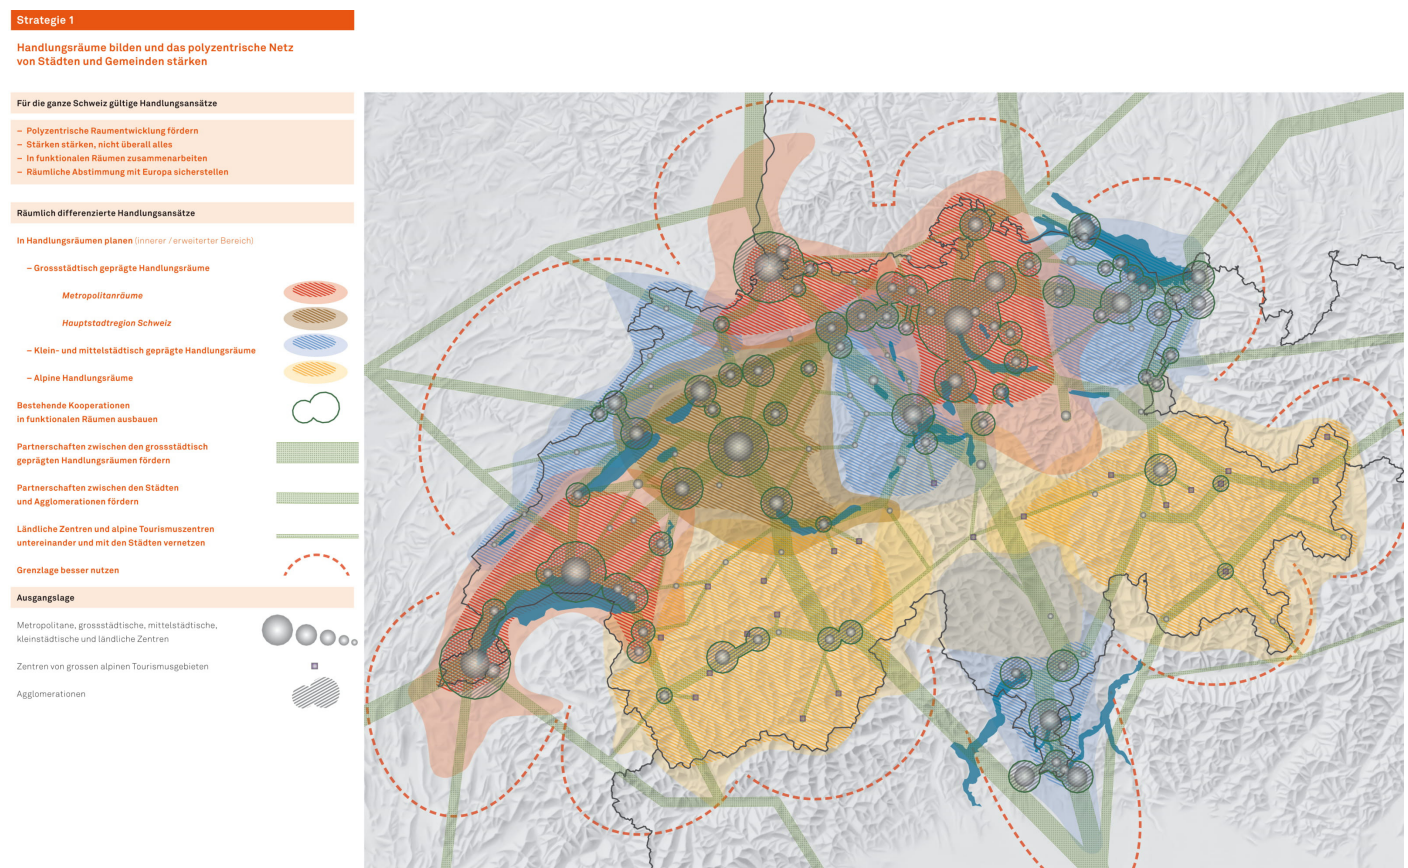 Strategie 1
Handlungsräume bilden und das polyzentrische Netz
von Städten und Gemeinden stärken
Für die ganze Schweiz gültige Handlungsansätze
– Polyzentrische Raumentwicklung fördern
– Stärken stärken, nicht überall alles
– In funktionalen Räumen zusammenarbeiten
– Räumliche Abstimmung mit Europa sicherstellen
Räumlich differenzierte Handlungsansätze
In Handlungsräumen planen (innerer / erweiterter Bereich)
– Grossstädtisch geprägte Handlungsräume
Metropolitanräume
Hauptstadtregion Schweiz
– Klein- und mittelstädtisch geprägte Handlungsräume
– Alpine Handlungsräume
Bestehende Kooperationen
in funktionalen Räumen ausbauen
Partnerschaften zwischen den grossstädtisch
geprägten Handlungsräumen fördern
Partnerschaften zwischen den Städten
und Agglomerationen fördern
Ländliche Zentren und alpine Tourismuszentren
untereinander und mit den Städten vernetzen
Grenzlage besser nutzen
Ausgangslage
Metropolitane, grossstädtische, mittelstädtische,
kleinstädtische und ländliche Zentren
Zentren von grossen alpinen Tourismusgebieten
Agglomerationen